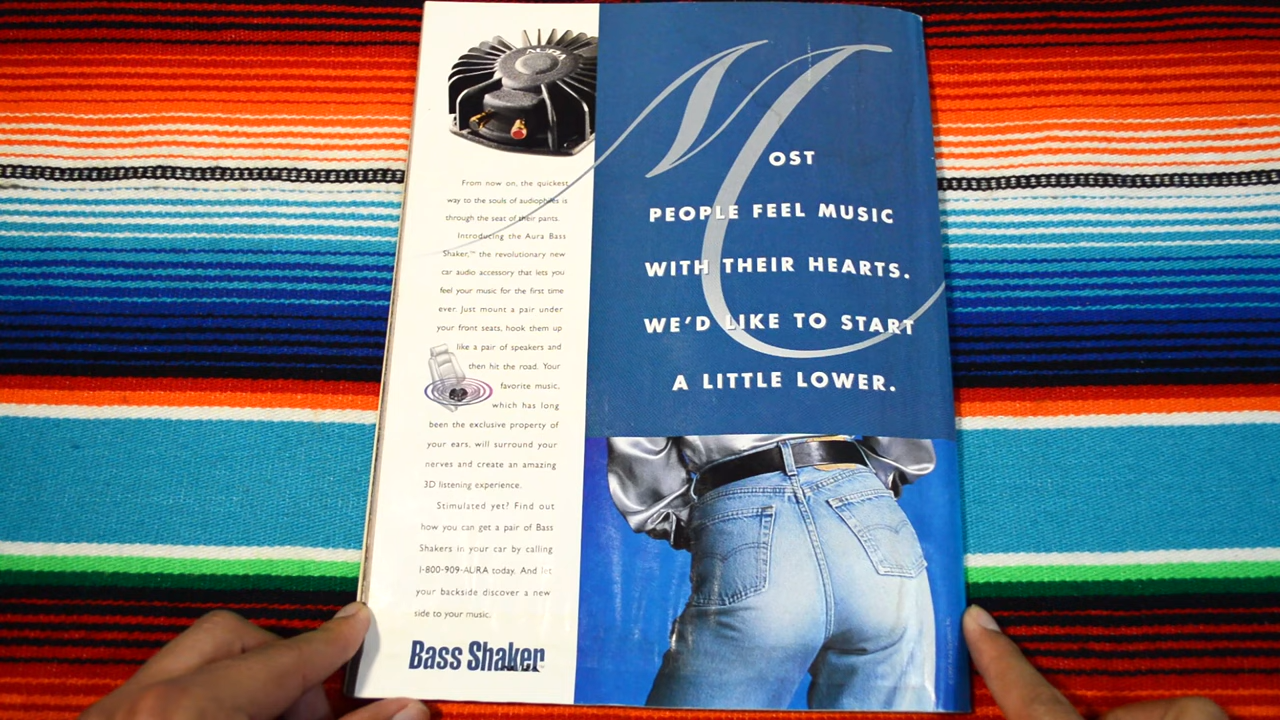 AURA
From now on, the quickest
way to the souls of audiophiles is
through the seat of their pants.
Introducing the Aura Bass
Shaker,™ the revolutionary new
car audio accessory that lets you
feel your music for the first time
ever. Just mount a pair under
your front seats, hook them up
like a pair of speakers and
then hit the road. Your
favorite music,
which has long
been the exclusive property of
your ears, will surround your
nerves and create an amazing
3D listening experience.
Stimulated yet? Find out
how you can get a pair of Bass
Shakers in your car by calling
1-800-909-AURA today. And let
your backside discover a new
side to your music.
Bass Shaker
MOST
PEOPLE FEEL MUSIC
WITH THEIR HEARTS.
WE'D LIKE TO START
A LITTLE LOWER.